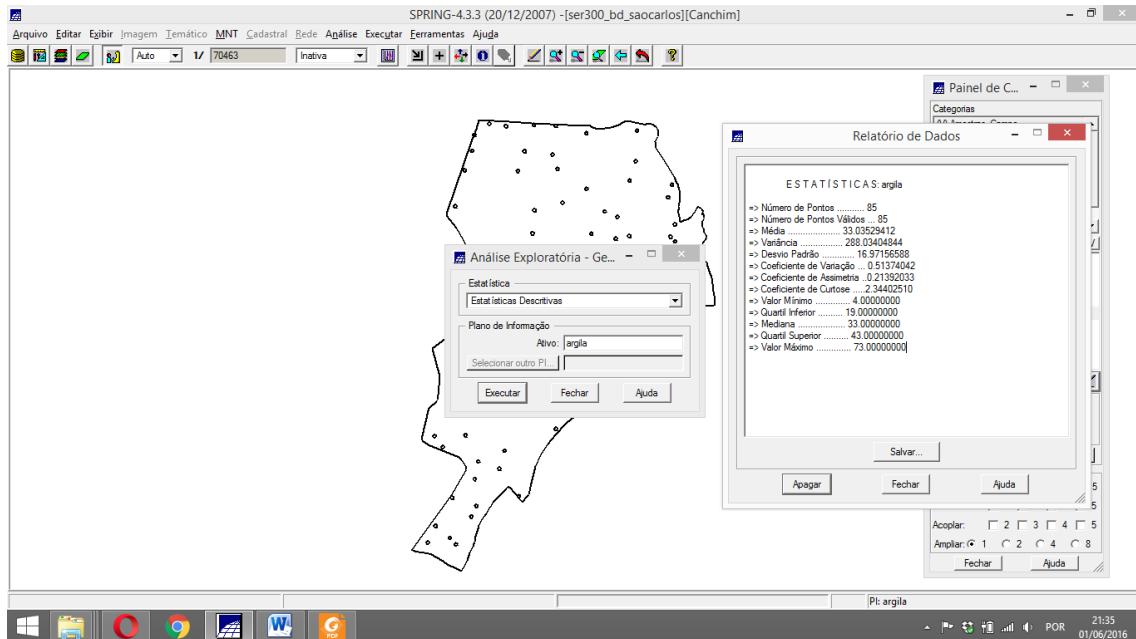 SPRING-4.3.3 (20/12/2007) -[ser300_bd_saocarlos][Canchim]
Arquivo Editar Exibir Imagem Temático MNT Cadastral Rede Análise Executar Ferramentas Ajuda
Auto 1/ 70463 Inativa
Painel de C...
Categorias
Relatório de Dados
E S T A T Í S T I C A S: argila
=> Número de Pontos ........... 85
=> Número de Pontos Válidos ... 85
=> Média .................... 33.03529412
=> Variância ................ 288.03404844
=> Desvio Padrão ............ 16.97156588
=> Coeficiente de Variação ... 0.51374042
=> Coeficiente de Assimetria ..0.21392033
=> Coeficiente de Curtose .....2.34402510
=> Valor Mínimo ............. 4.00000000
=> Quartil Inferior .......... 19.00000000
=> Mediana .................. 33.00000000
=> Quartil Superior ......... 43.00000000
=> Valor Máximo ............. 73.00000000
Salvar...
Apagar Fechar Ajuda
Análise Exploratória - Ge...
Estatística
Estatísticas Descritivas
Plano de Informação
Ativo: argila
Selecionar outro PI...
Executar Fechar Ajuda
5
5
Acoplar: 2 3 4 5
Ampliar: 1 2 4 8
Fechar Ajuda
PI: argila
POR
21:35
01/06/2016